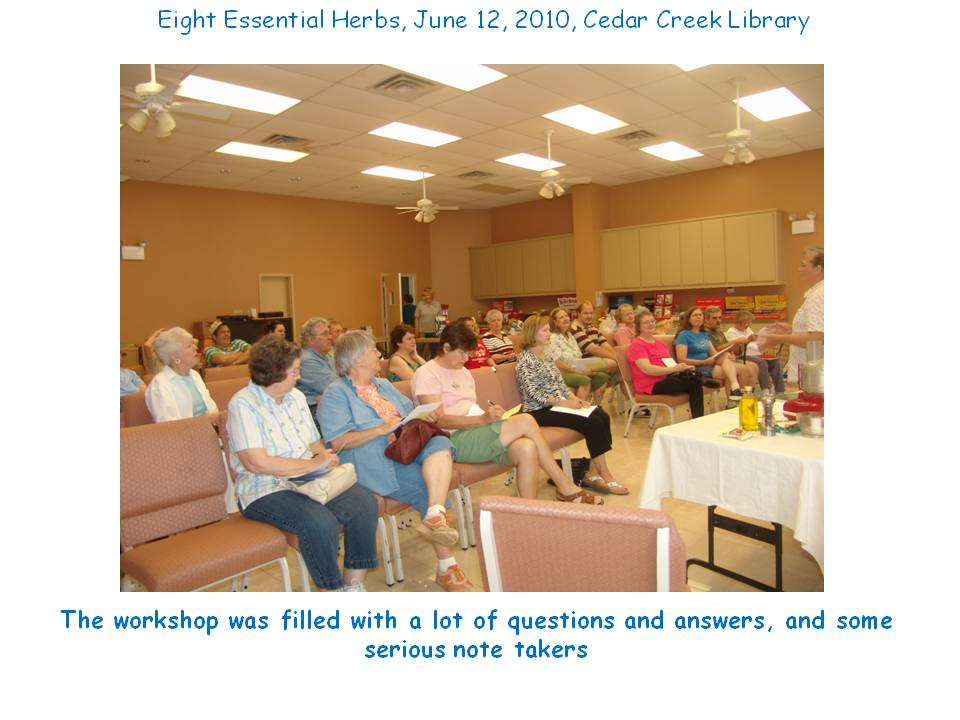 Eight Essential Herbs, June 12, 2010, Cedar Creek Library
The workshop was filled with a lot of questions and answers, and some
serious note takers